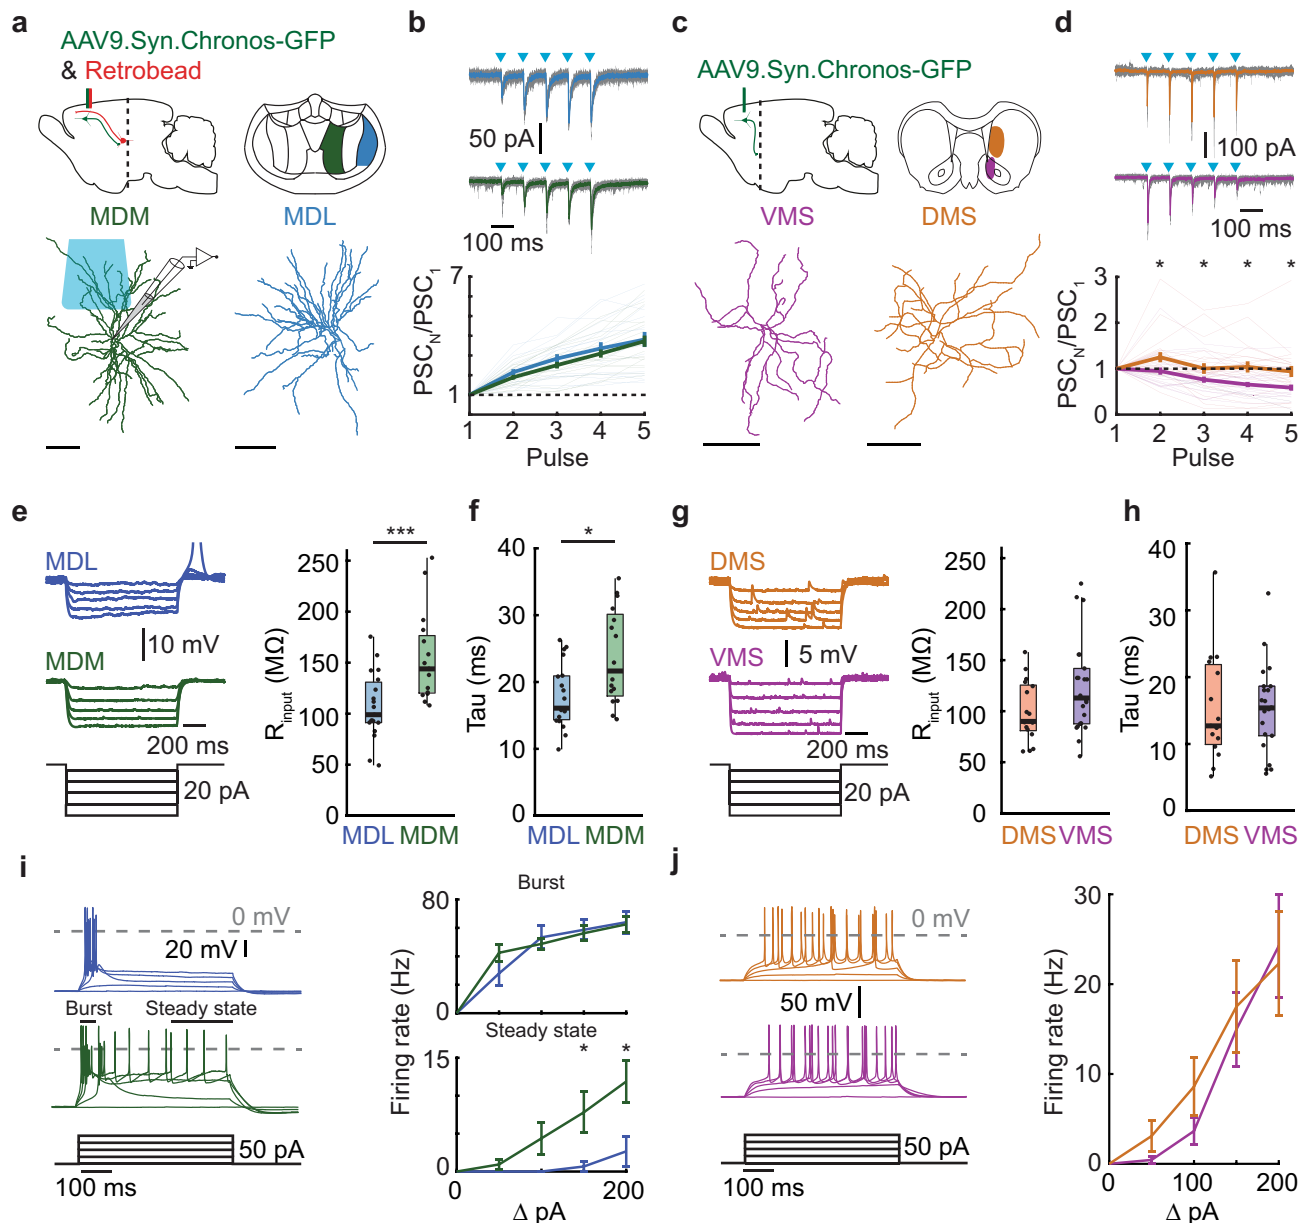 a
AAV9.Syn.Chronos-GFP
& Retrobead
MDM
MDL
b
50 pA
100 ms
7
1
PSC_N/PSC_1
1 2 3 4 5
Pulse
c
AAV9.Syn.Chronos-GFP
VMS
DMS
d
100 pA
100 ms
3
2
1
0
PSC_N/PSC_1
* * * *
1 2 3 4 5
Pulse
e
MDL
10 mV
MDM
200 ms
20 pA
***
250
200
150
100
50
0
R_input (MΩ)
MDL MDM
f
*
40
30
20
10
0
Tau (ms)
MDL MDM
g
DMS
5 mV
VMS
200 ms
20 pA
250
200
150
100
50
0
R_input (MΩ)
DMS VMS
h
40
30
20
10
0
Tau (ms)
DMS VMS
i
0 mV
20 mV
Burst
Steady state
50 pA
100 ms
Burst
80
0
Steady state
* *
15
0
Firing rate (Hz)
0 200
Δ pA
j
0 mV
50 mV
50 pA
100 ms
30
20
10
0
Firing rate (Hz)
0 100 200
Δ pA